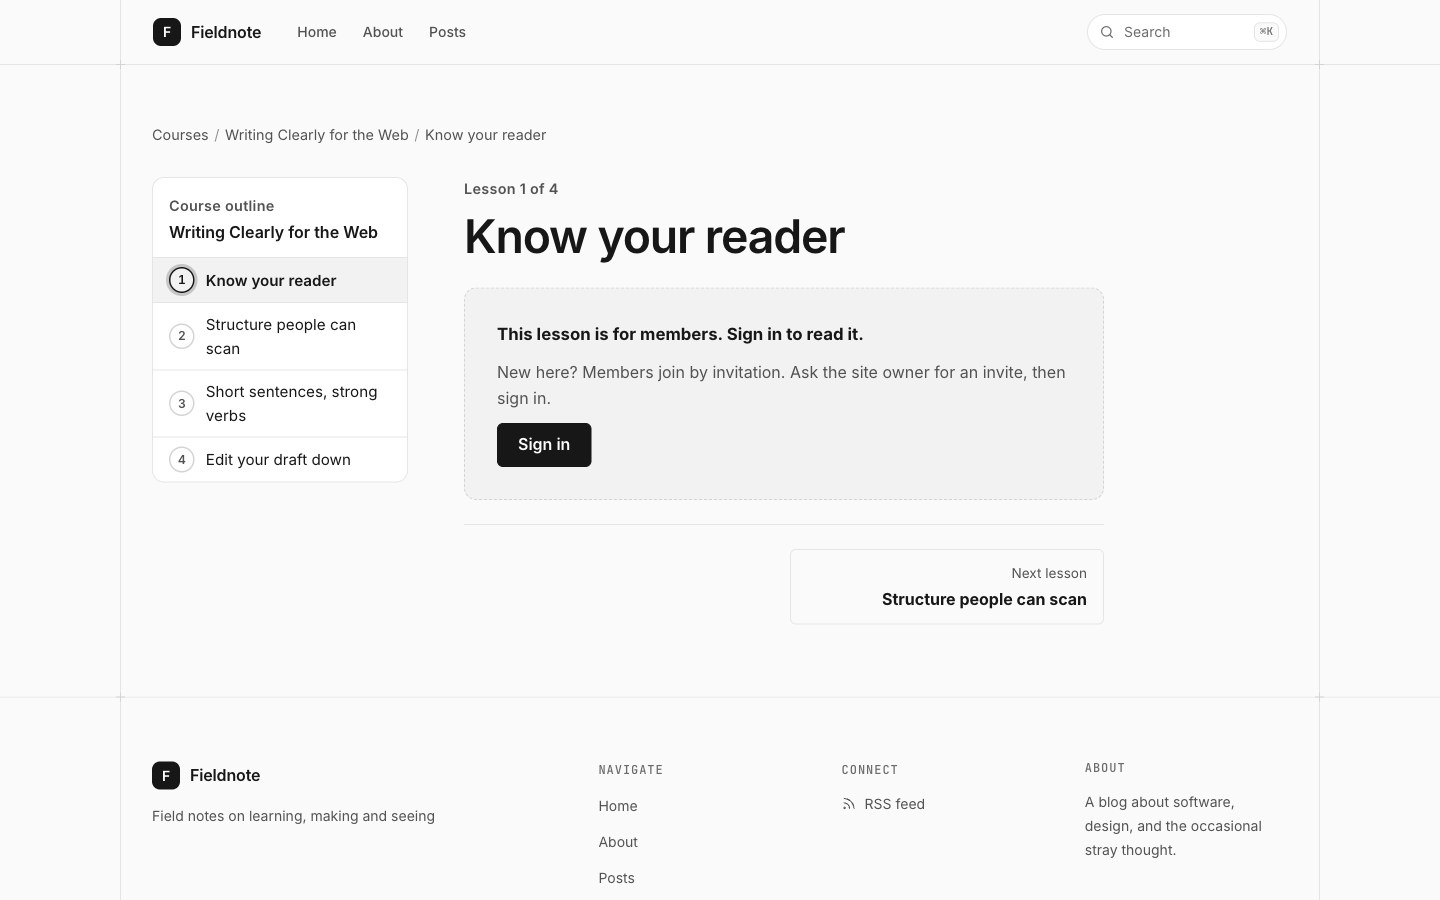 F Fieldnote Home About Posts Search ⌘K
Courses / Writing Clearly for the Web / Know your reader
Course outline
Writing Clearly for the Web
1 Know your reader
2 Structure people can
scan
3 Short sentences, strong
verbs
4 Edit your draft down
Lesson 1 of 4
Know your reader
This lesson is for members. Sign in to read it.
New here? Members join by invitation. Ask the site owner for an invite, then
sign in.
Sign in
Next lesson
Structure people can scan
F Fieldnote
Field notes on learning, making and seeing
NAVIGATE
Home
About
Posts
CONNECT
RSS feed
ABOUT
A blog about software,
design, and the occasional
stray thought.